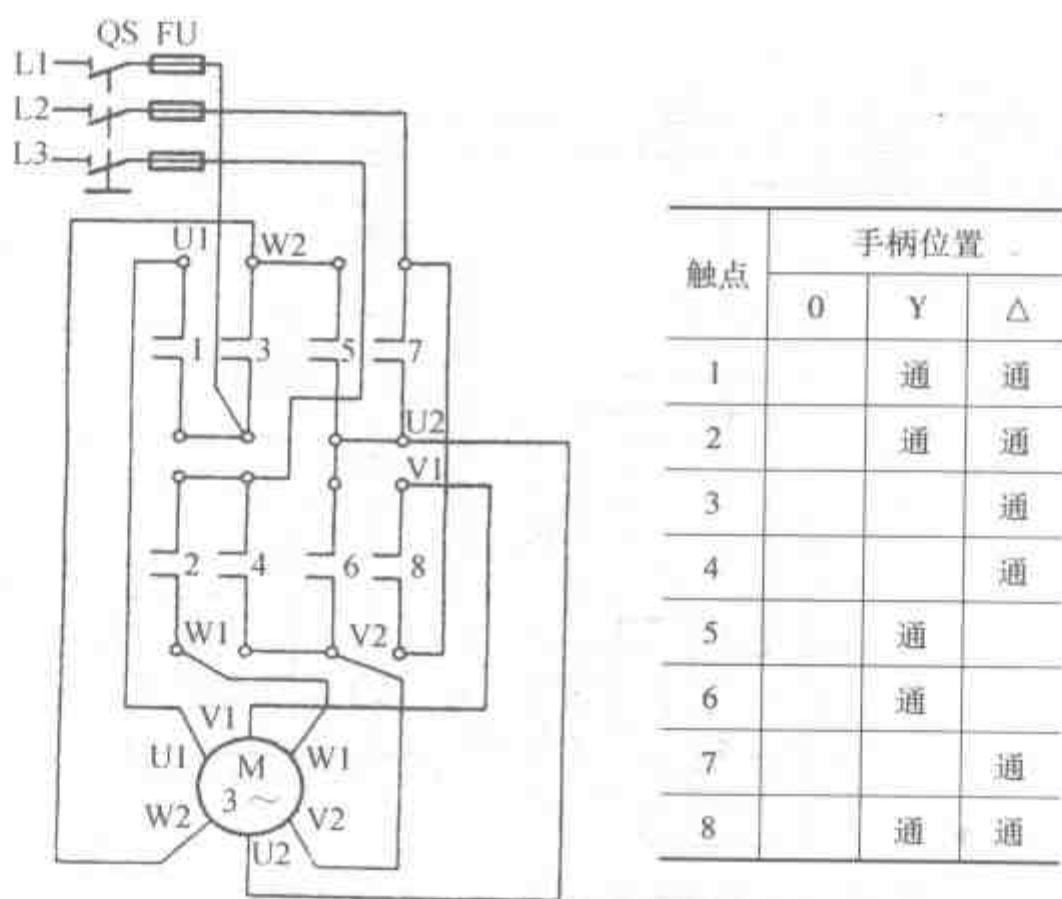 QS FU
L1
L2
L3
U1 W2
1 3 5 7
U2
V1
2 4 6 8
W1 V2
V1
U1 M W1
3 ~
W2 V2
U2
触点 手柄位置
0 Y △
1 通 通
2 通 通
3 通
4 通
5 通
6 通
7 通
8 通 通